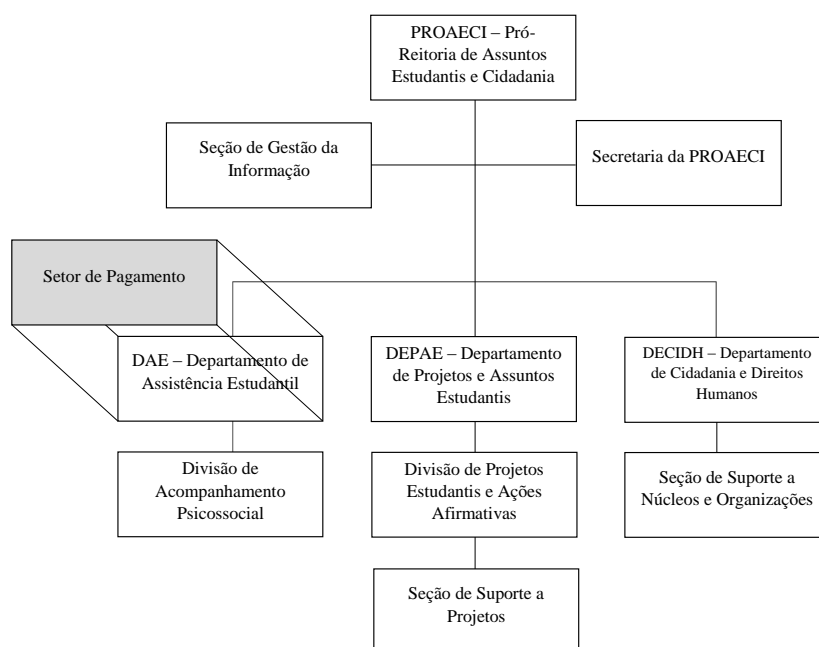 PROAECI – Pró-
Reitoria de Assuntos
Estudantis e Cidadania
Seção de Gestão da
Informação
Secretaria da PROAECI
Setor de Pagamento
DAE – Departamento de
Assistência Estudantil
DEPAE – Departamento
de Projetos e Assuntos
Estudantis
DECIDH – Departamento
de Cidadania e Direitos
Humanos
Divisão de
Acompanhamento
Psicossocial
Divisão de Projetos
Estudantis e Ações
Afirmativas
Seção de Suporte a
Núcleos e Organizações
Seção de Suporte a
Projetos